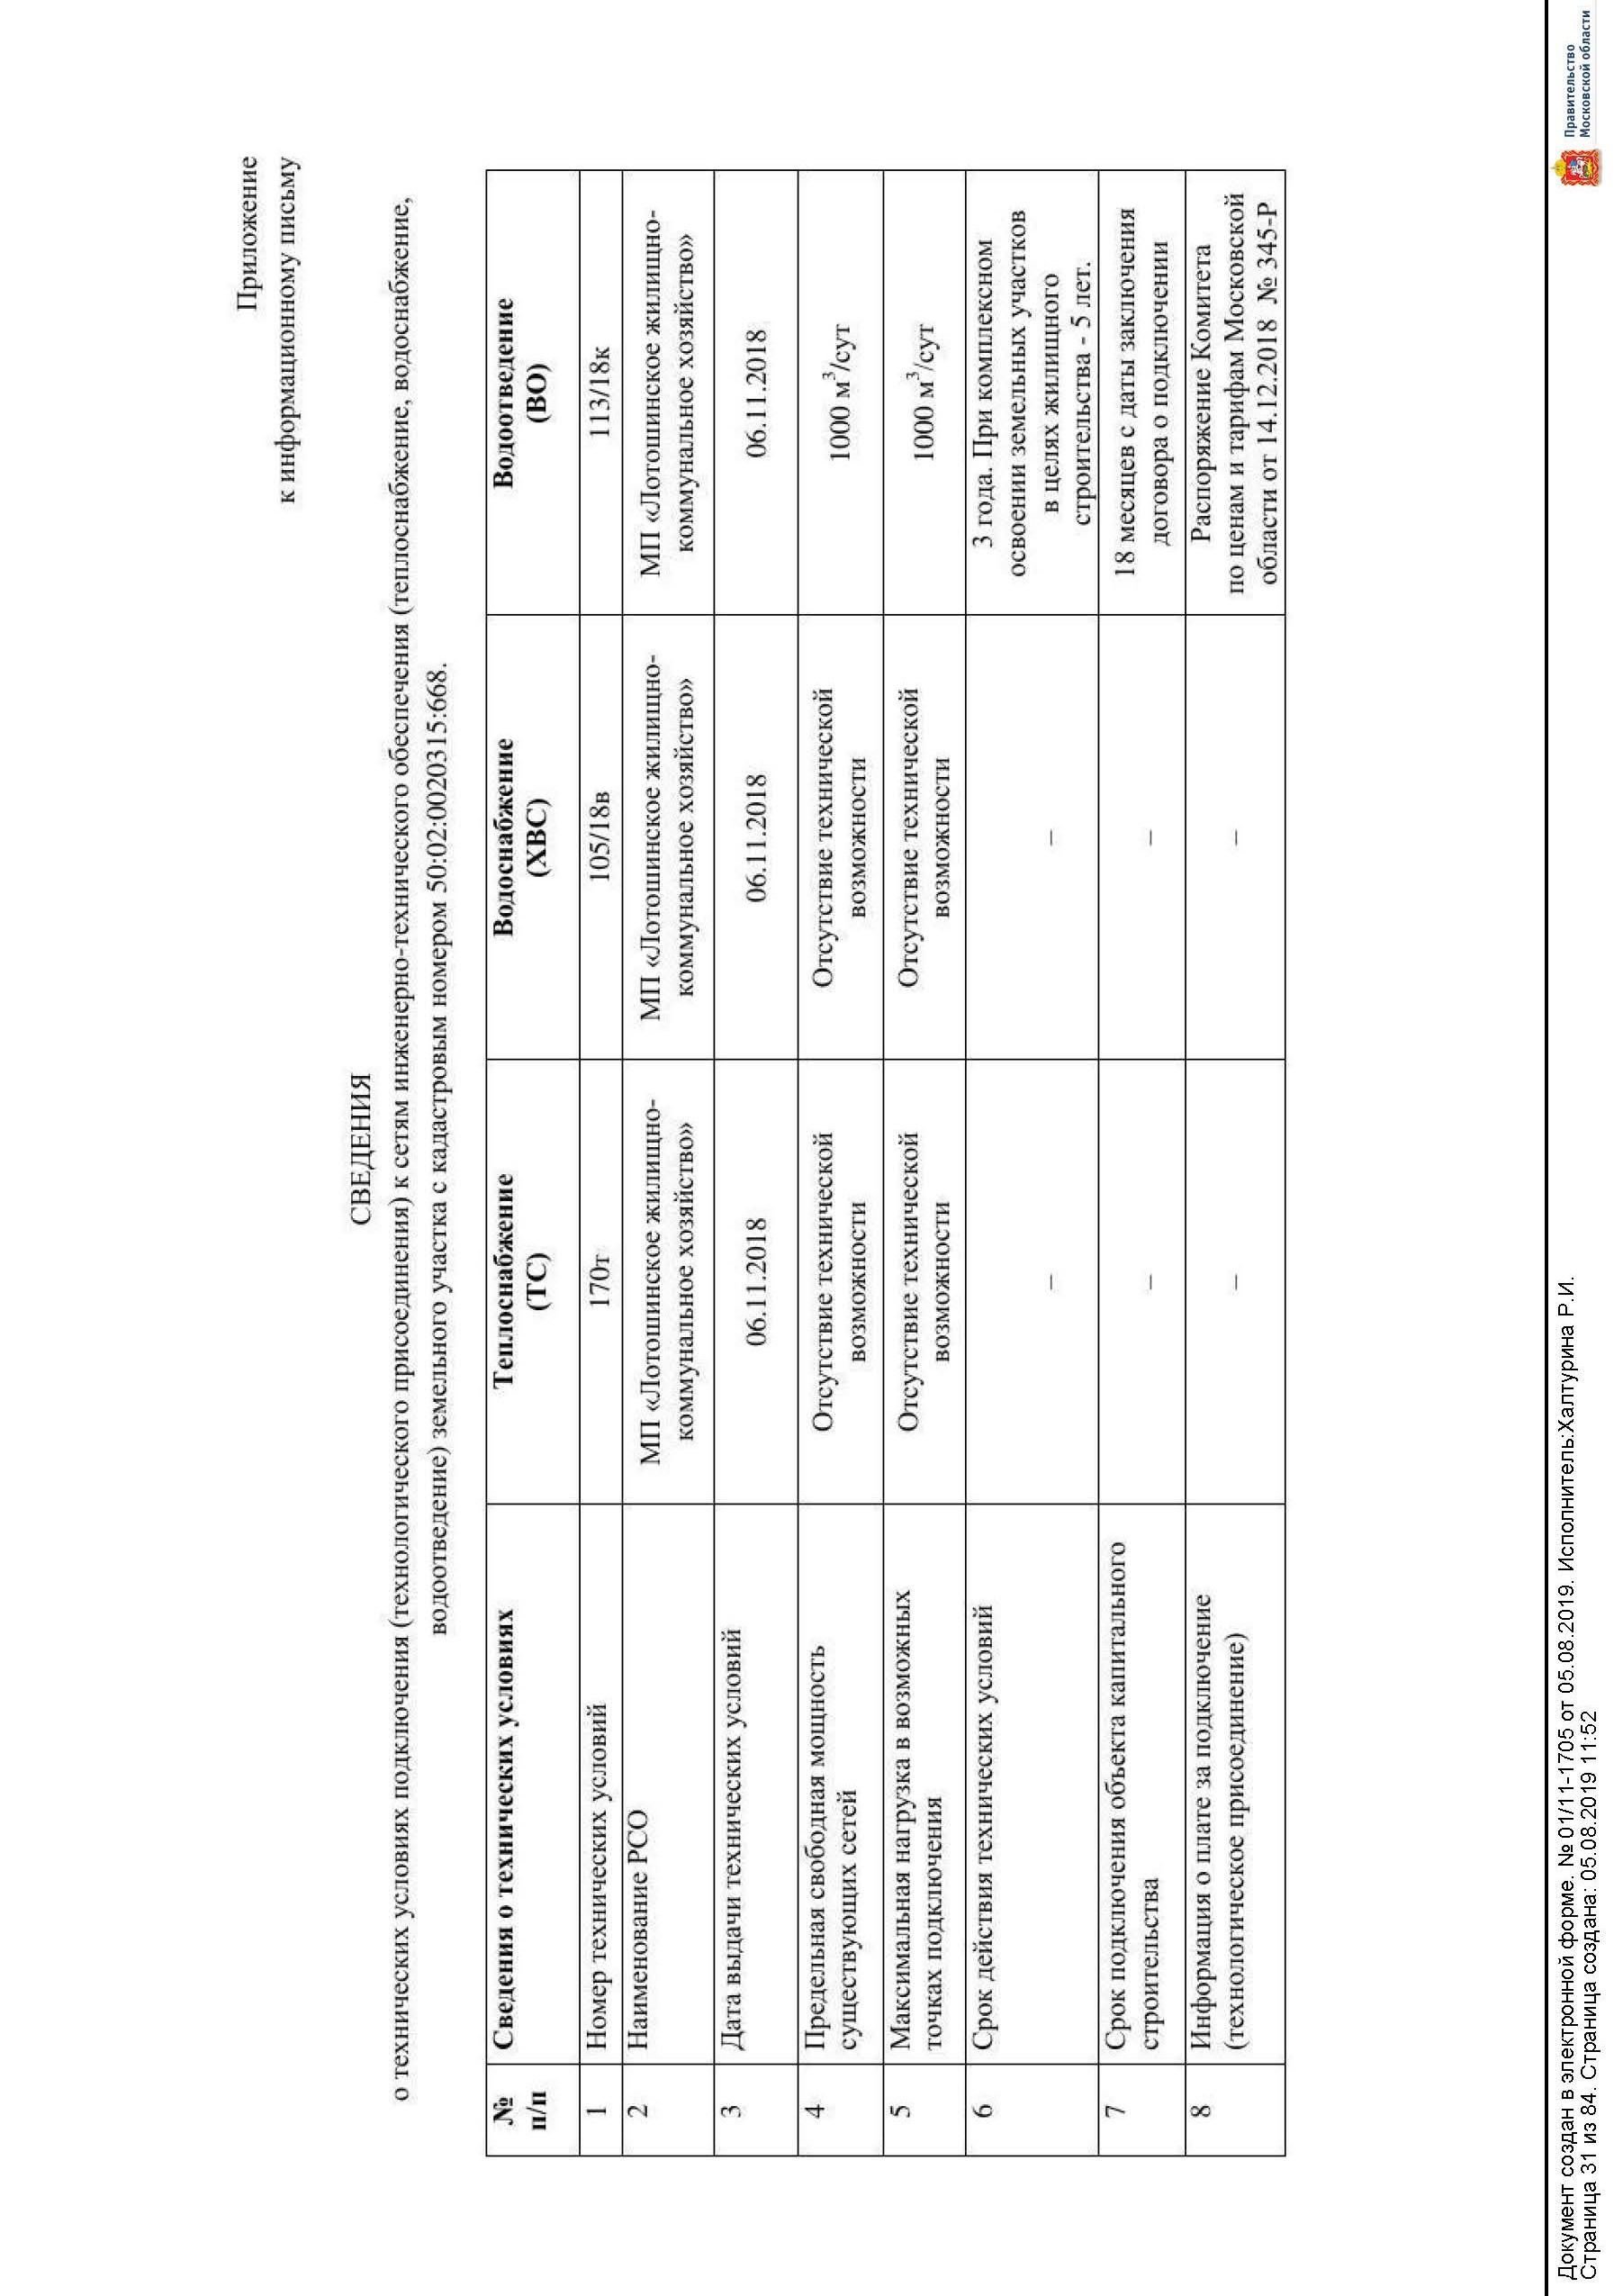 Приложение
к информационному письму
СВЕДЕНИЯ
о технических условиях подключения (технологического присоединения) к сетям инженерно-технического обеспечения (теплоснабжение, водоснабжение,
водоотведение) земельного участка с кадастровым номером 50:02:0020315:668.
№ п/п Сведения о технических условиях Теплоснабжение (ТС) Водоснабжение (ХВС) Водоотведение (ВО)
1 Номер технических условий 170т 105/18в 113/18к
2 Наименование РСО МП «Лотошинское жилищно- МП «Лотошинское жилищно- МП «Лотошинское жилищно-
коммунальное хозяйство» коммунальное хозяйство» коммунальное хозяйство»
3 Дата выдачи технических условий 06.11.2018 06.11.2018 06.11.2018
4 Предельная свободная мощность Отсутствие технической Отсутствие технической 1000 м³/сут
существующих сетей возможности возможности
5 Максимальная нагрузка в возможных Отсутствие технической Отсутствие технической 1000 м³/сут
точках подключения возможности возможности
6 Срок действия технических условий – – 3 года. При комплексном
освоении земельных участков
в целях жилищного
строительства - 5 лет.
7 Срок подключения объекта капитального – – 18 месяцев с даты заключения
строительства договора о подключении
8 Информация о плате за подключение – – Распоряжение Комитета
(технологическое присоединение) по ценам и тарифам Московской
области от 14.12.2018 № 345-Р
Документ создан в электронной форме. № 01/11-1705 от 05.08.2019. Исполнитель:Халтурина Р.И.
Страница 31 из 84. Страница создана: 05.08.2019 11:52
Правительство
Московской области